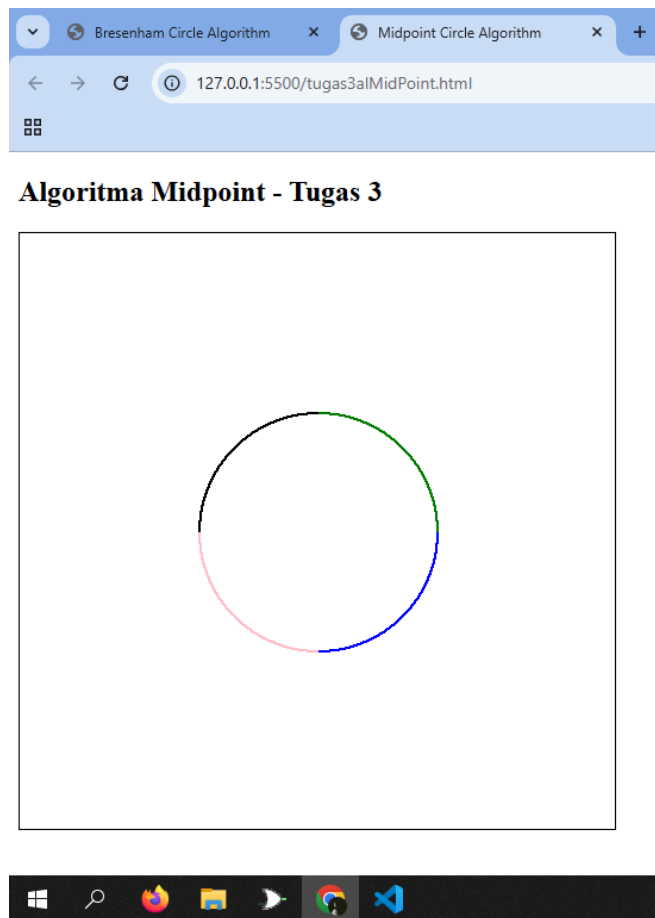 Bresenham Circle Algorithm
Midpoint Circle Algorithm
127.0.0.1:5500/tugas3alMidPoint.html
Algoritma Midpoint - Tugas 3